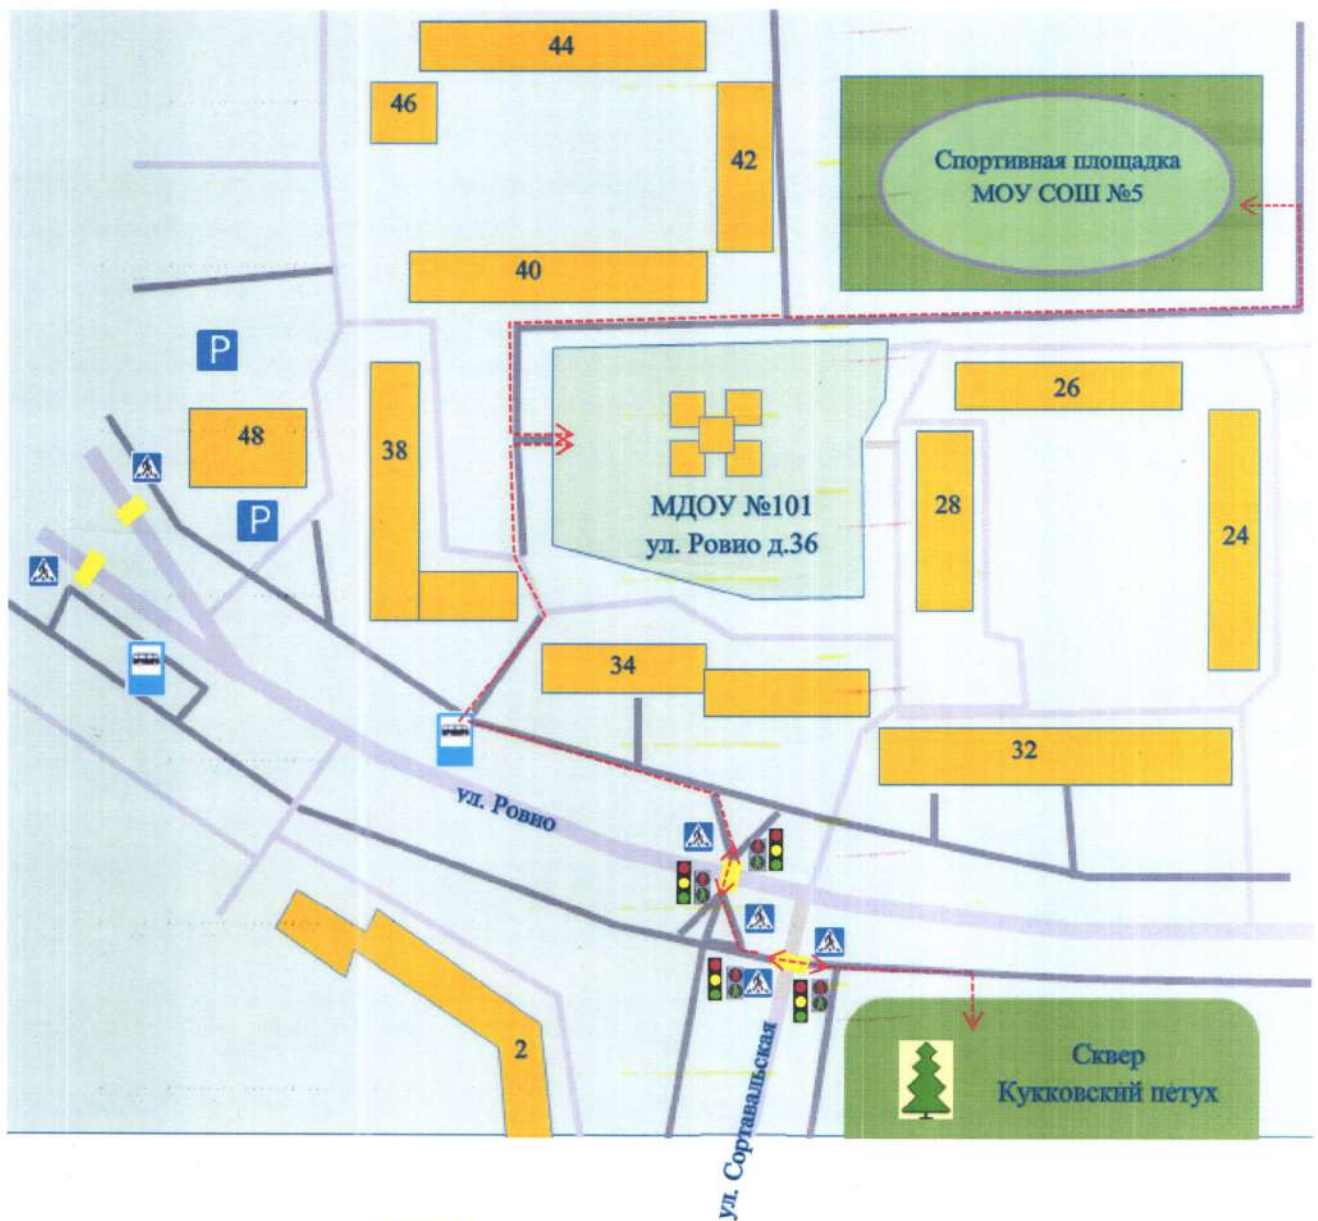 44
46
42
Спортивная площадка
МОУ СОШ №5
40
P
26
48
38
МДОУ №101
ул. Ровио д.36
28
24
P
34
32
ул. Ровио
2
Сквер
Кукковский петух
ул. Сортавальская